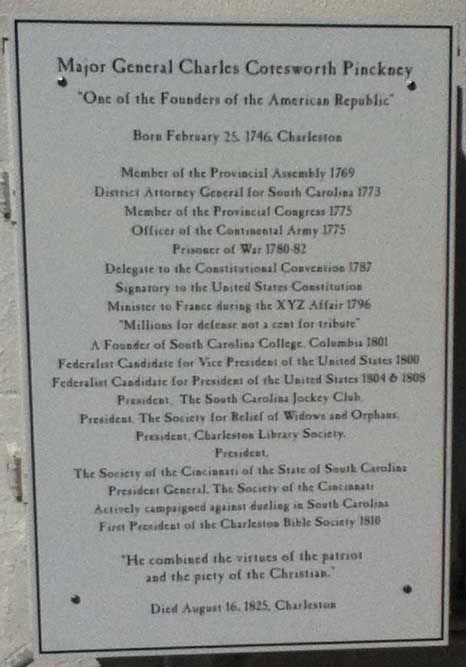 Major General Charles Cotesworth Pinckney
"One of the Founders of the American Republic"
Born February 25, 1746, Charleston
Member of the Provincial Assembly 1769
District Attorney General for South Carolina 1773
Member of the Provincial Congress 1775
Officer of the Continental Army 1775
Prisoner of War 1780-82
Delegate to the Constitutional Convention 1787
Signatory to the United States Constitution
Minister to France during the XYZ Affair 1796
"Millions for defense not a cent for tribute"
A Founder of South Carolina College, Columbia 1801
Federalist Candidate for Vice President of the United States 1800
Federalist Candidate for President of the United States 1804 & 1808
President, The South Carolina Jockey Club,
President, The Society for Relief of Widows and Orphans,
President, Charleston Library Society,
President,
The Society of the Cincinnati of the State of South Carolina
President General, The Society of the Cincinnati
Actively campaigned against dueling in South Carolina
First President of the Charleston Bible Society 1810
"He combined the virtues of the patriot
and the piety of the Christian."
Died August 16, 1825, Charleston